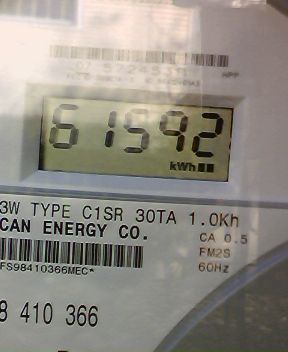 61592
kWh
3W TYPE C1SR 30TA 1.0Kh
CAN ENERGY CO.
CA 0.5
FM2S
60Hz
FS98410366MEC*
8 410 366